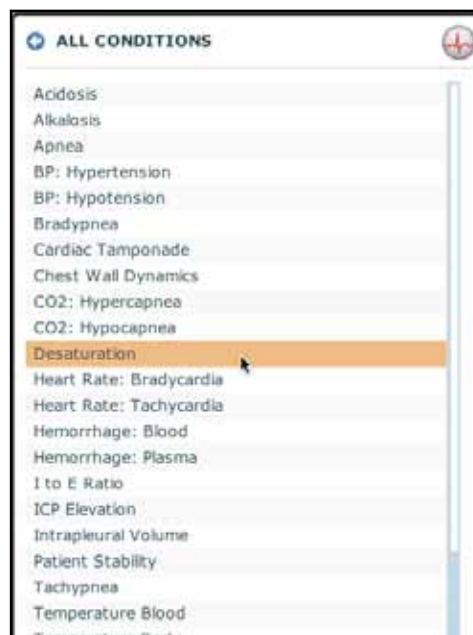 ALL CONDITIONS
Acidosis
Alkalosis
Apnea
BP: Hypertension
BP: Hypotension
Bradypnea
Cardiac Tamponade
Chest Wall Dynamics
CO2: Hypercapnea
CO2: Hypocapnea
Desaturation
Heart Rate: Bradycardia
Heart Rate: Tachycardia
Hemorrhage: Blood
Hemorrhage: Plasma
I to E Ratio
ICP Elevation
Intrapleural Volume
Patient Stability
Tachypnea
Temperature Blood